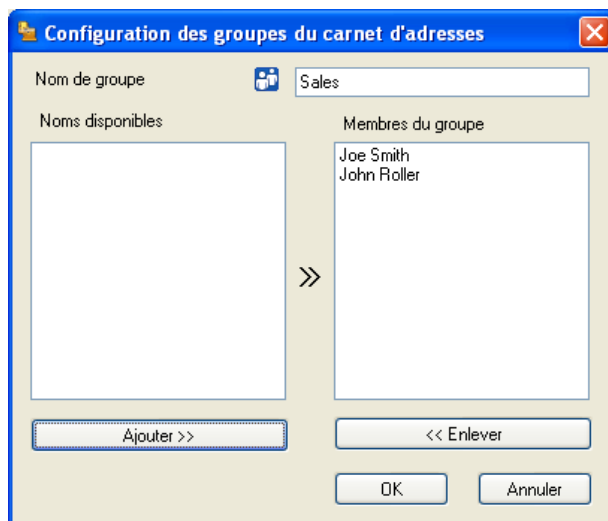 Configuration des groupes du carnet d'adresses
Nom de groupe
Sales
Noms disponibles
Membres du groupe
Joe Smith
John Roller
Ajouter >>
<< Enlever
OK
Annuler